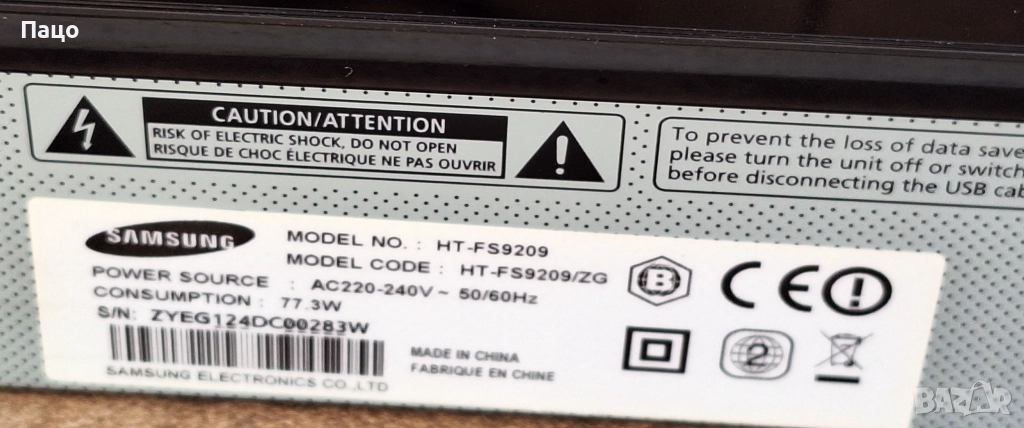 Пацо
CAUTION/ATTENTION
RISK OF ELECTRIC SHOCK, DO NOT OPEN
RISQUE DE CHOC ÉLECTRIQUE NE PAS OUVRIR
To prevent the loss of data save
please turn the unit off or switch
before disconnecting the USB cab
SAMSUNG
MODEL NO. : HT-FS9209
MODEL CODE : HT-FS9209/ZG
POWER SOURCE : AC220-240V ~ 50/60Hz
CONSUMPTION : 77.3W
S/N: ZYEG124DC00283W
SAMSUNG ELECTRONICS CO.,LTD
MADE IN CHINA
FABRIQUE EN CHINE
B
CE
2
BAZAR